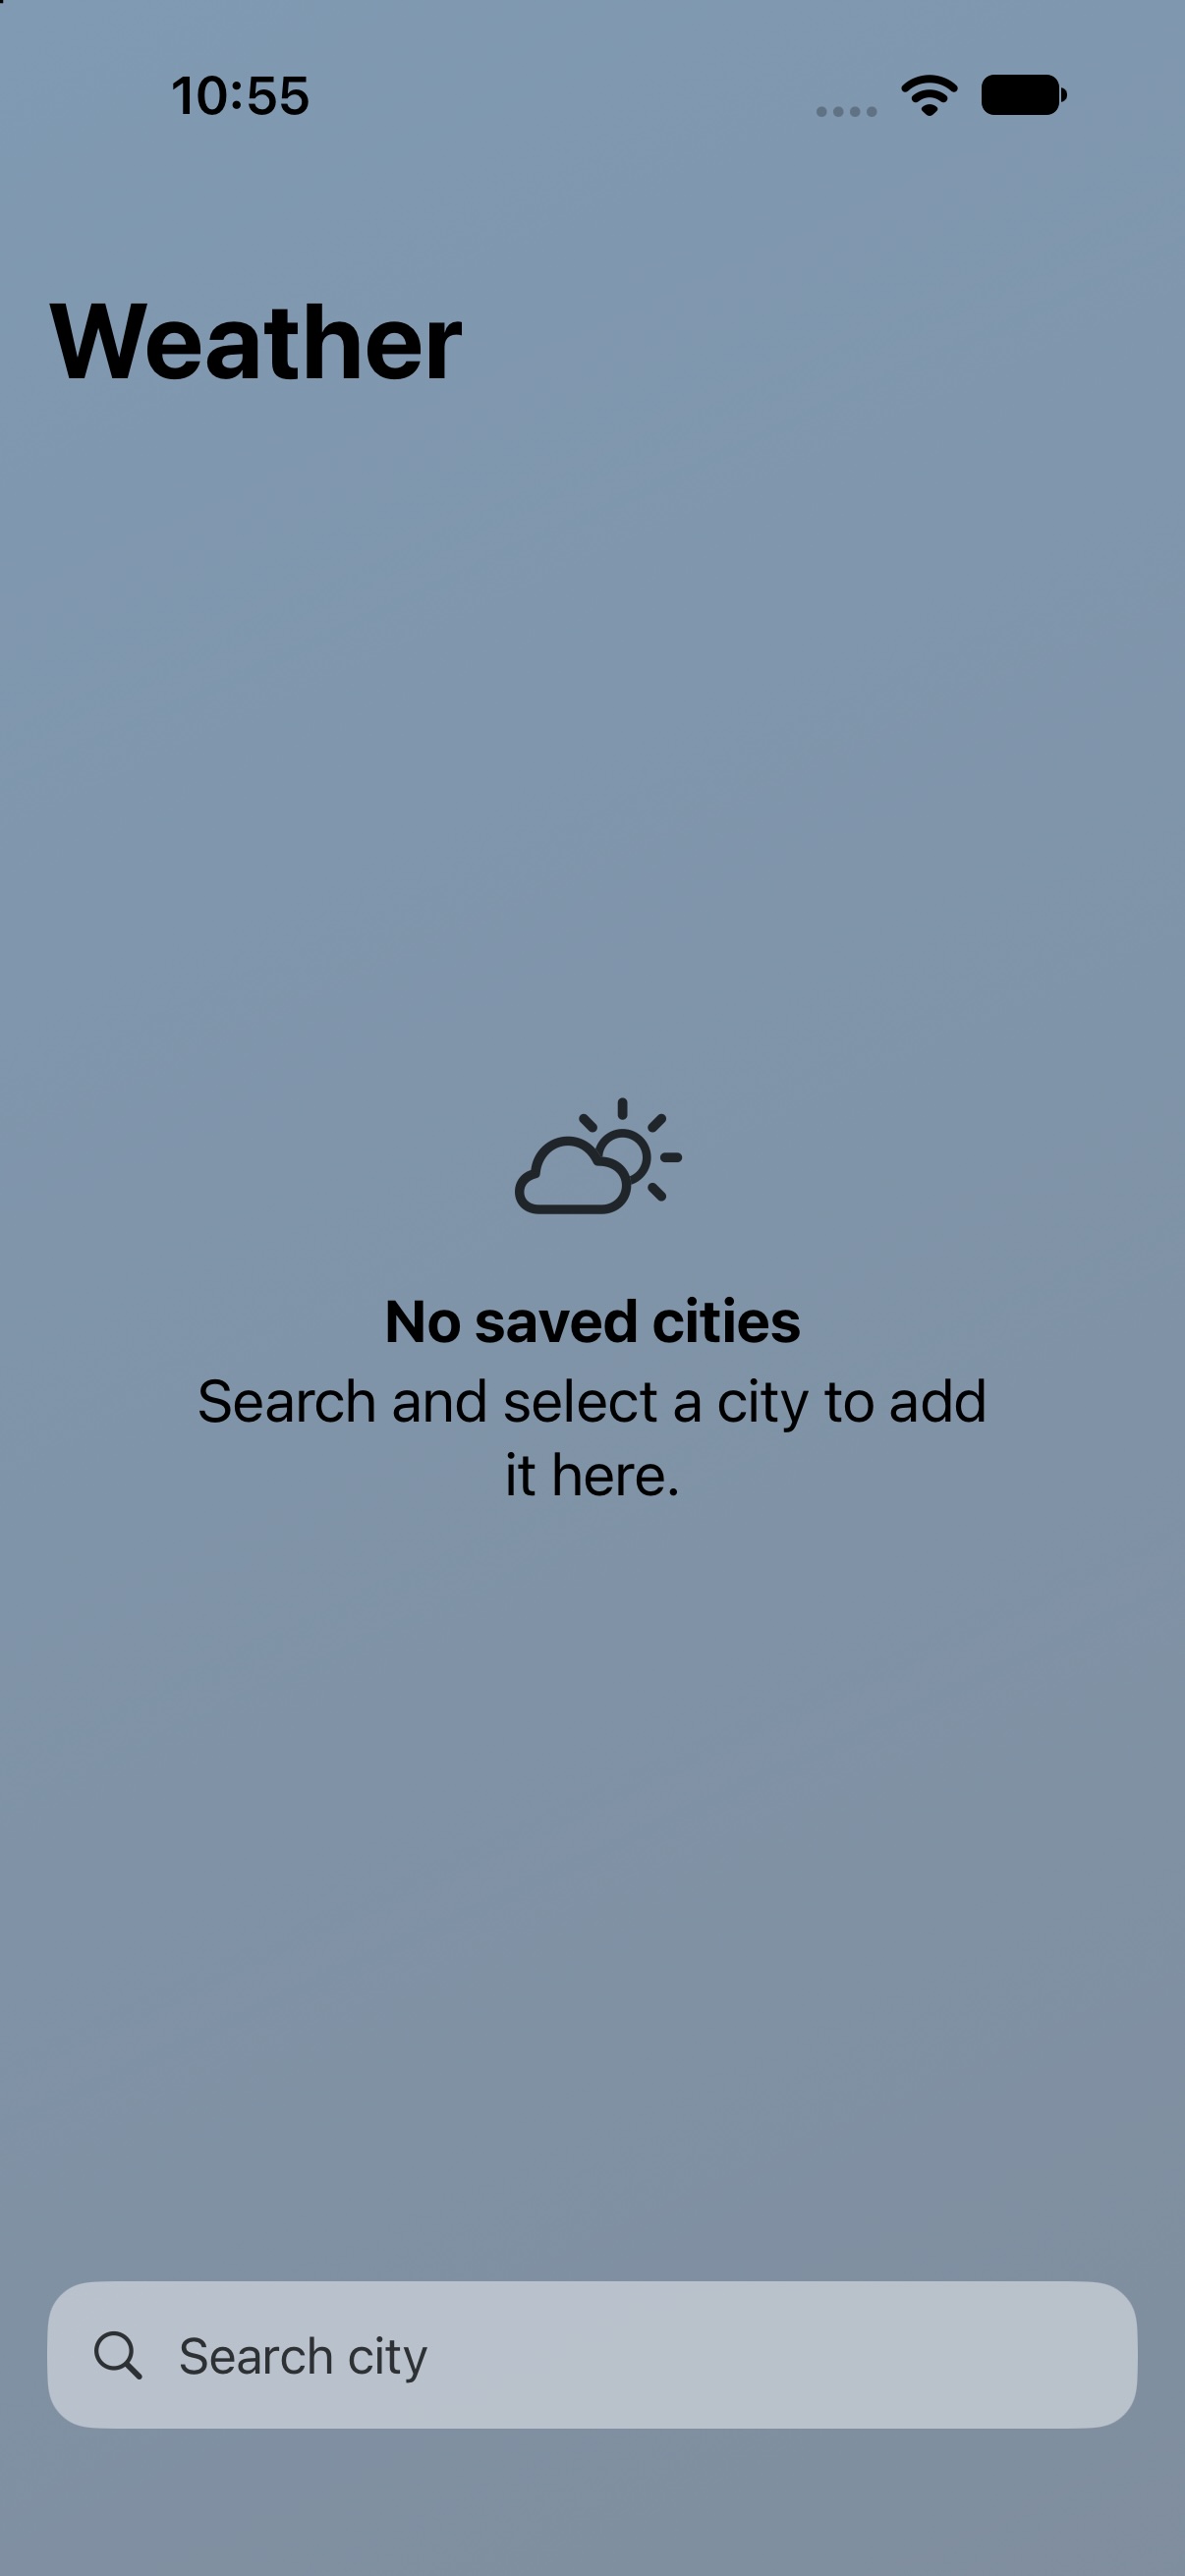 10:55
Weather
No saved cities
Search and select a city to add
it here.
Search city